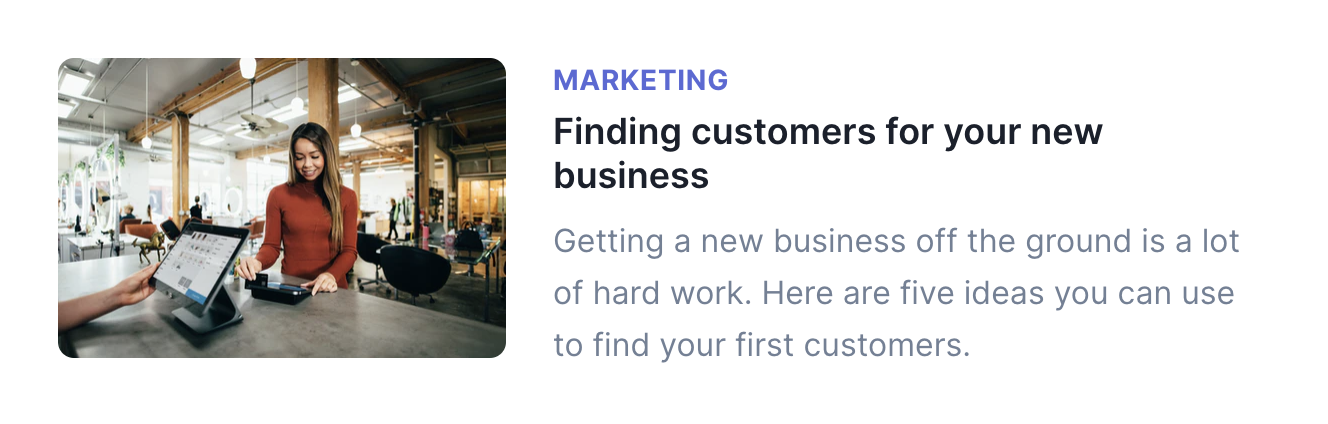 MARKETING
Finding customers for your new
business
Getting a new business off the ground is a lot
of hard work. Here are five ideas you can use
to find your first customers.